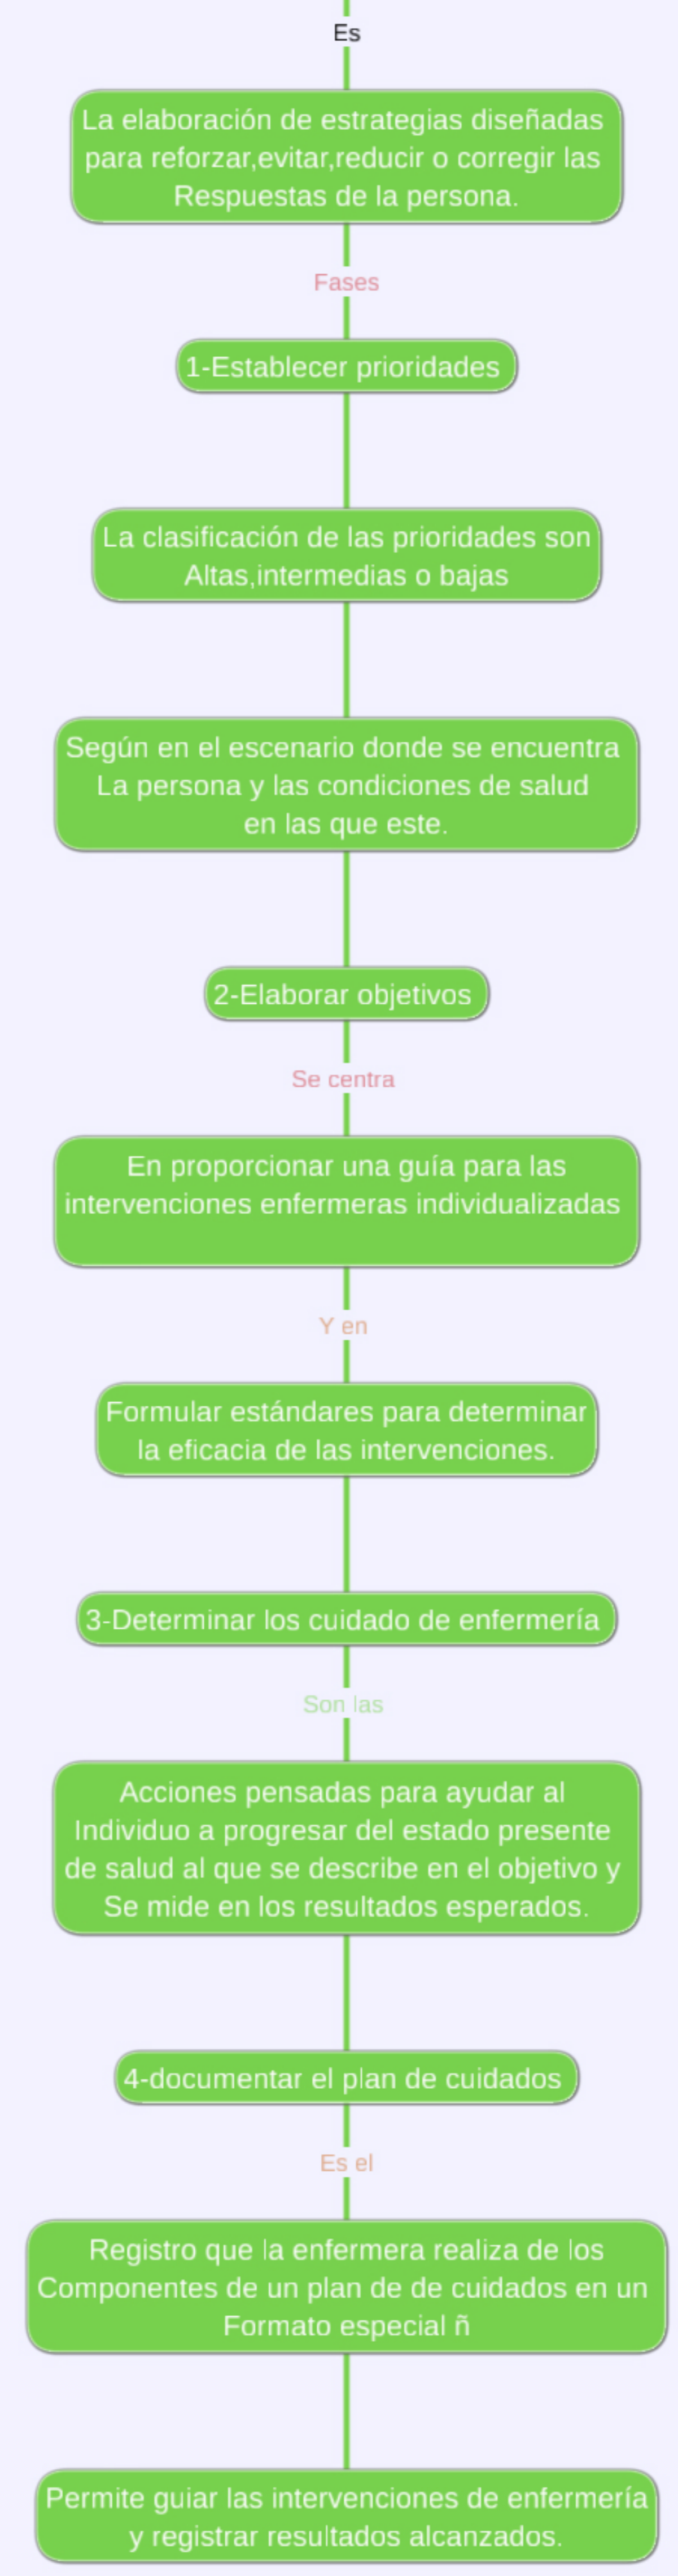 Es
La elaboración de estrategias diseñadas
para reforzar,evitar,reducir o corregir las
Respuestas de la persona.
Fases
1-Establecer prioridades
La clasificación de las prioridades son
Altas,intermedias o bajas
Según en el escenario donde se encuentra
La persona y las condiciones de salud
en las que este.
2-Elaborar objetivos
Se centra
En proporcionar una guía para las
intervenciones enfermeras individualizadas
Y en
Formular estándares para determinar
la eficacia de las intervenciones.
3-Determinar los cuidado de enfermería
Son las
Acciones pensadas para ayudar al
Individuo a progresar del estado presente
de salud al que se describe en el objetivo y
Se mide en los resultados esperados.
4-documentar el plan de cuidados
Es el
Registro que la enfermera realiza de los
Componentes de un plan de de cuidados en un
Formato especial ñ
Permite guiar las intervenciones de enfermería
y registrar resultados alcanzados.